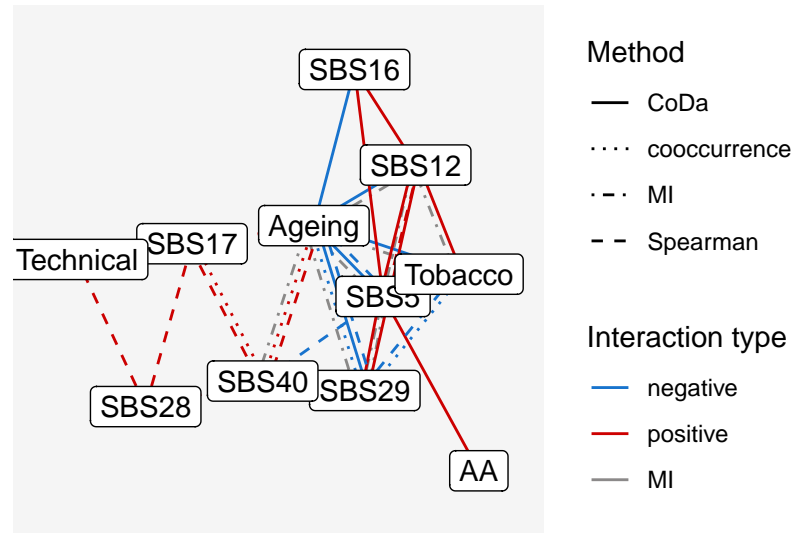 SBS16
SBS12
Ageing
SBS17
Technical
Tobacco
SBS5
SBS40
SBS29
SBS28
AA
Method
CoDa
cooccurrence
MI
Spearman
Interaction type
negative
positive
MI